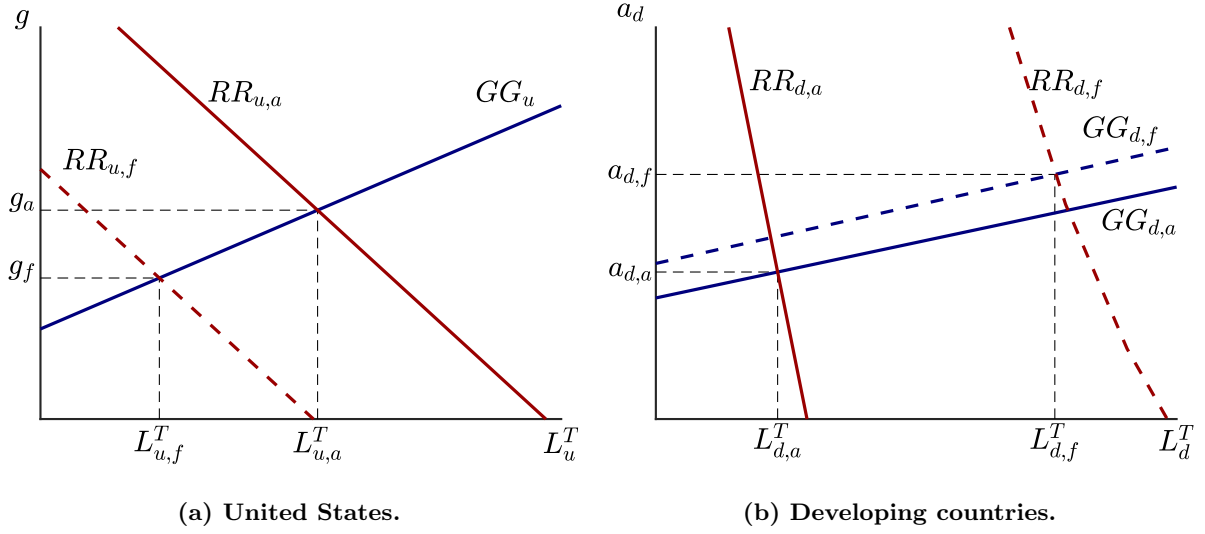 g
RR_{u,a}
GG_u
RR_{u,f}
g_a
g_f
L^T_{u,f}
L^T_{u,a}
L^T_u
(a) United States.
a_d
RR_{d,a}
RR_{d,f}
GG_{d,f}
a_{d,f}
GG_{d,a}
a_{d,a}
L^T_{d,a}
L^T_{d,f}
L^T_d
(b) Developing countries.